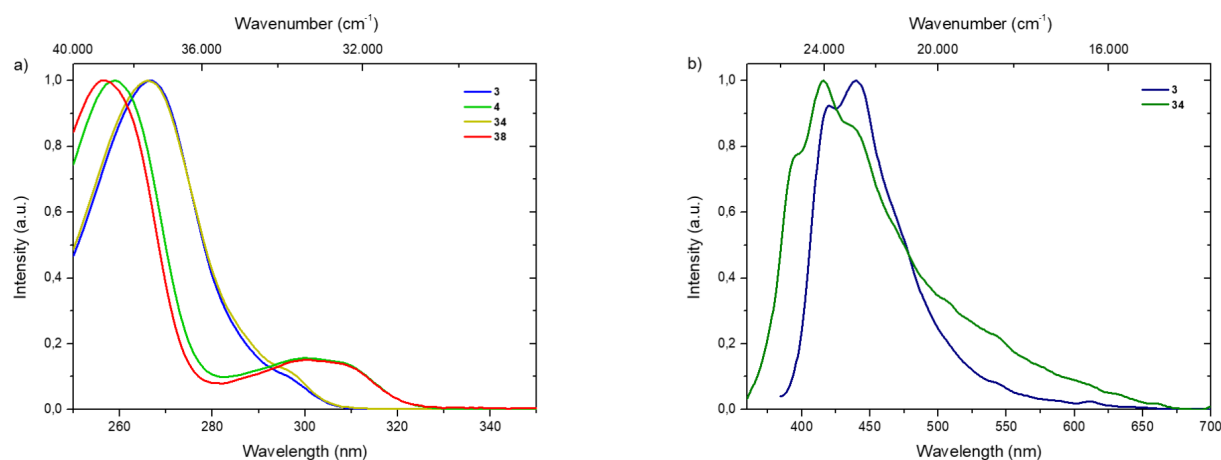 Wavenumber (cm⁻¹)
40.000 36.000 32.000
a)
1,0
0,8
0,6
0,4
0,2
0,0
Intensity (a.u.)
3
4
34
38
260 280 300 320 340
Wavelength (nm)
Wavenumber (cm⁻¹)
24.000 20.000 16.000
b)
1,0
0,8
0,6
0,4
0,2
0,0
Intensity (a.u.)
3
34
400 450 500 550 600 650 700
Wavelength (nm)